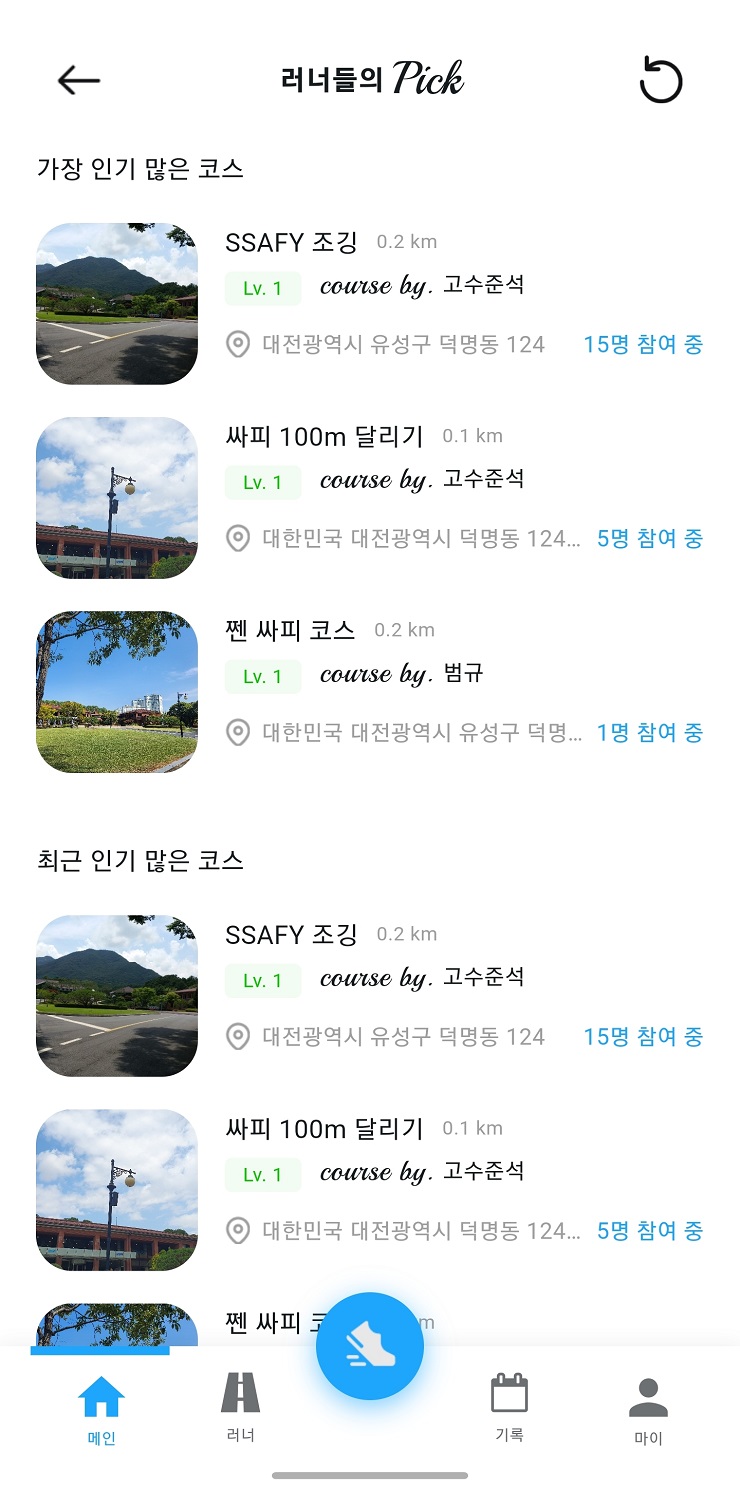 러너들의 Pick
가장 인기 많은 코스
SSAFY 조깅 0.2 km
Lv. 1 course by. 고수준석
대전광역시 유성구 덕명동 124 15명 참여 중
싸피 100m 달리기 0.1 km
Lv. 1 course by. 고수준석
대한민국 대전광역시 덕명동 124... 5명 참여 중
쩬 싸피 코스 0.2 km
Lv. 1 course by. 범규
대한민국 대전광역시 유성구 덕명... 1명 참여 중
최근 인기 많은 코스
SSAFY 조깅 0.2 km
Lv. 1 course by. 고수준석
대전광역시 유성구 덕명동 124 15명 참여 중
싸피 100m 달리기 0.1 km
Lv. 1 course by. 고수준석
대한민국 대전광역시 덕명동 124... 5명 참여 중
쩬 싸피
메인 러너 기록 마이